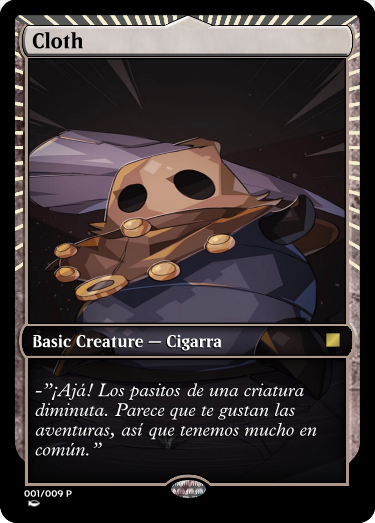 Cloth
Basic Creature — Cigarra
-"¡Ajá! Los pasitos de una criatura
diminuta. Parece que te gustan las
aventuras, así que tenemos mucho en
común."
001/009 P